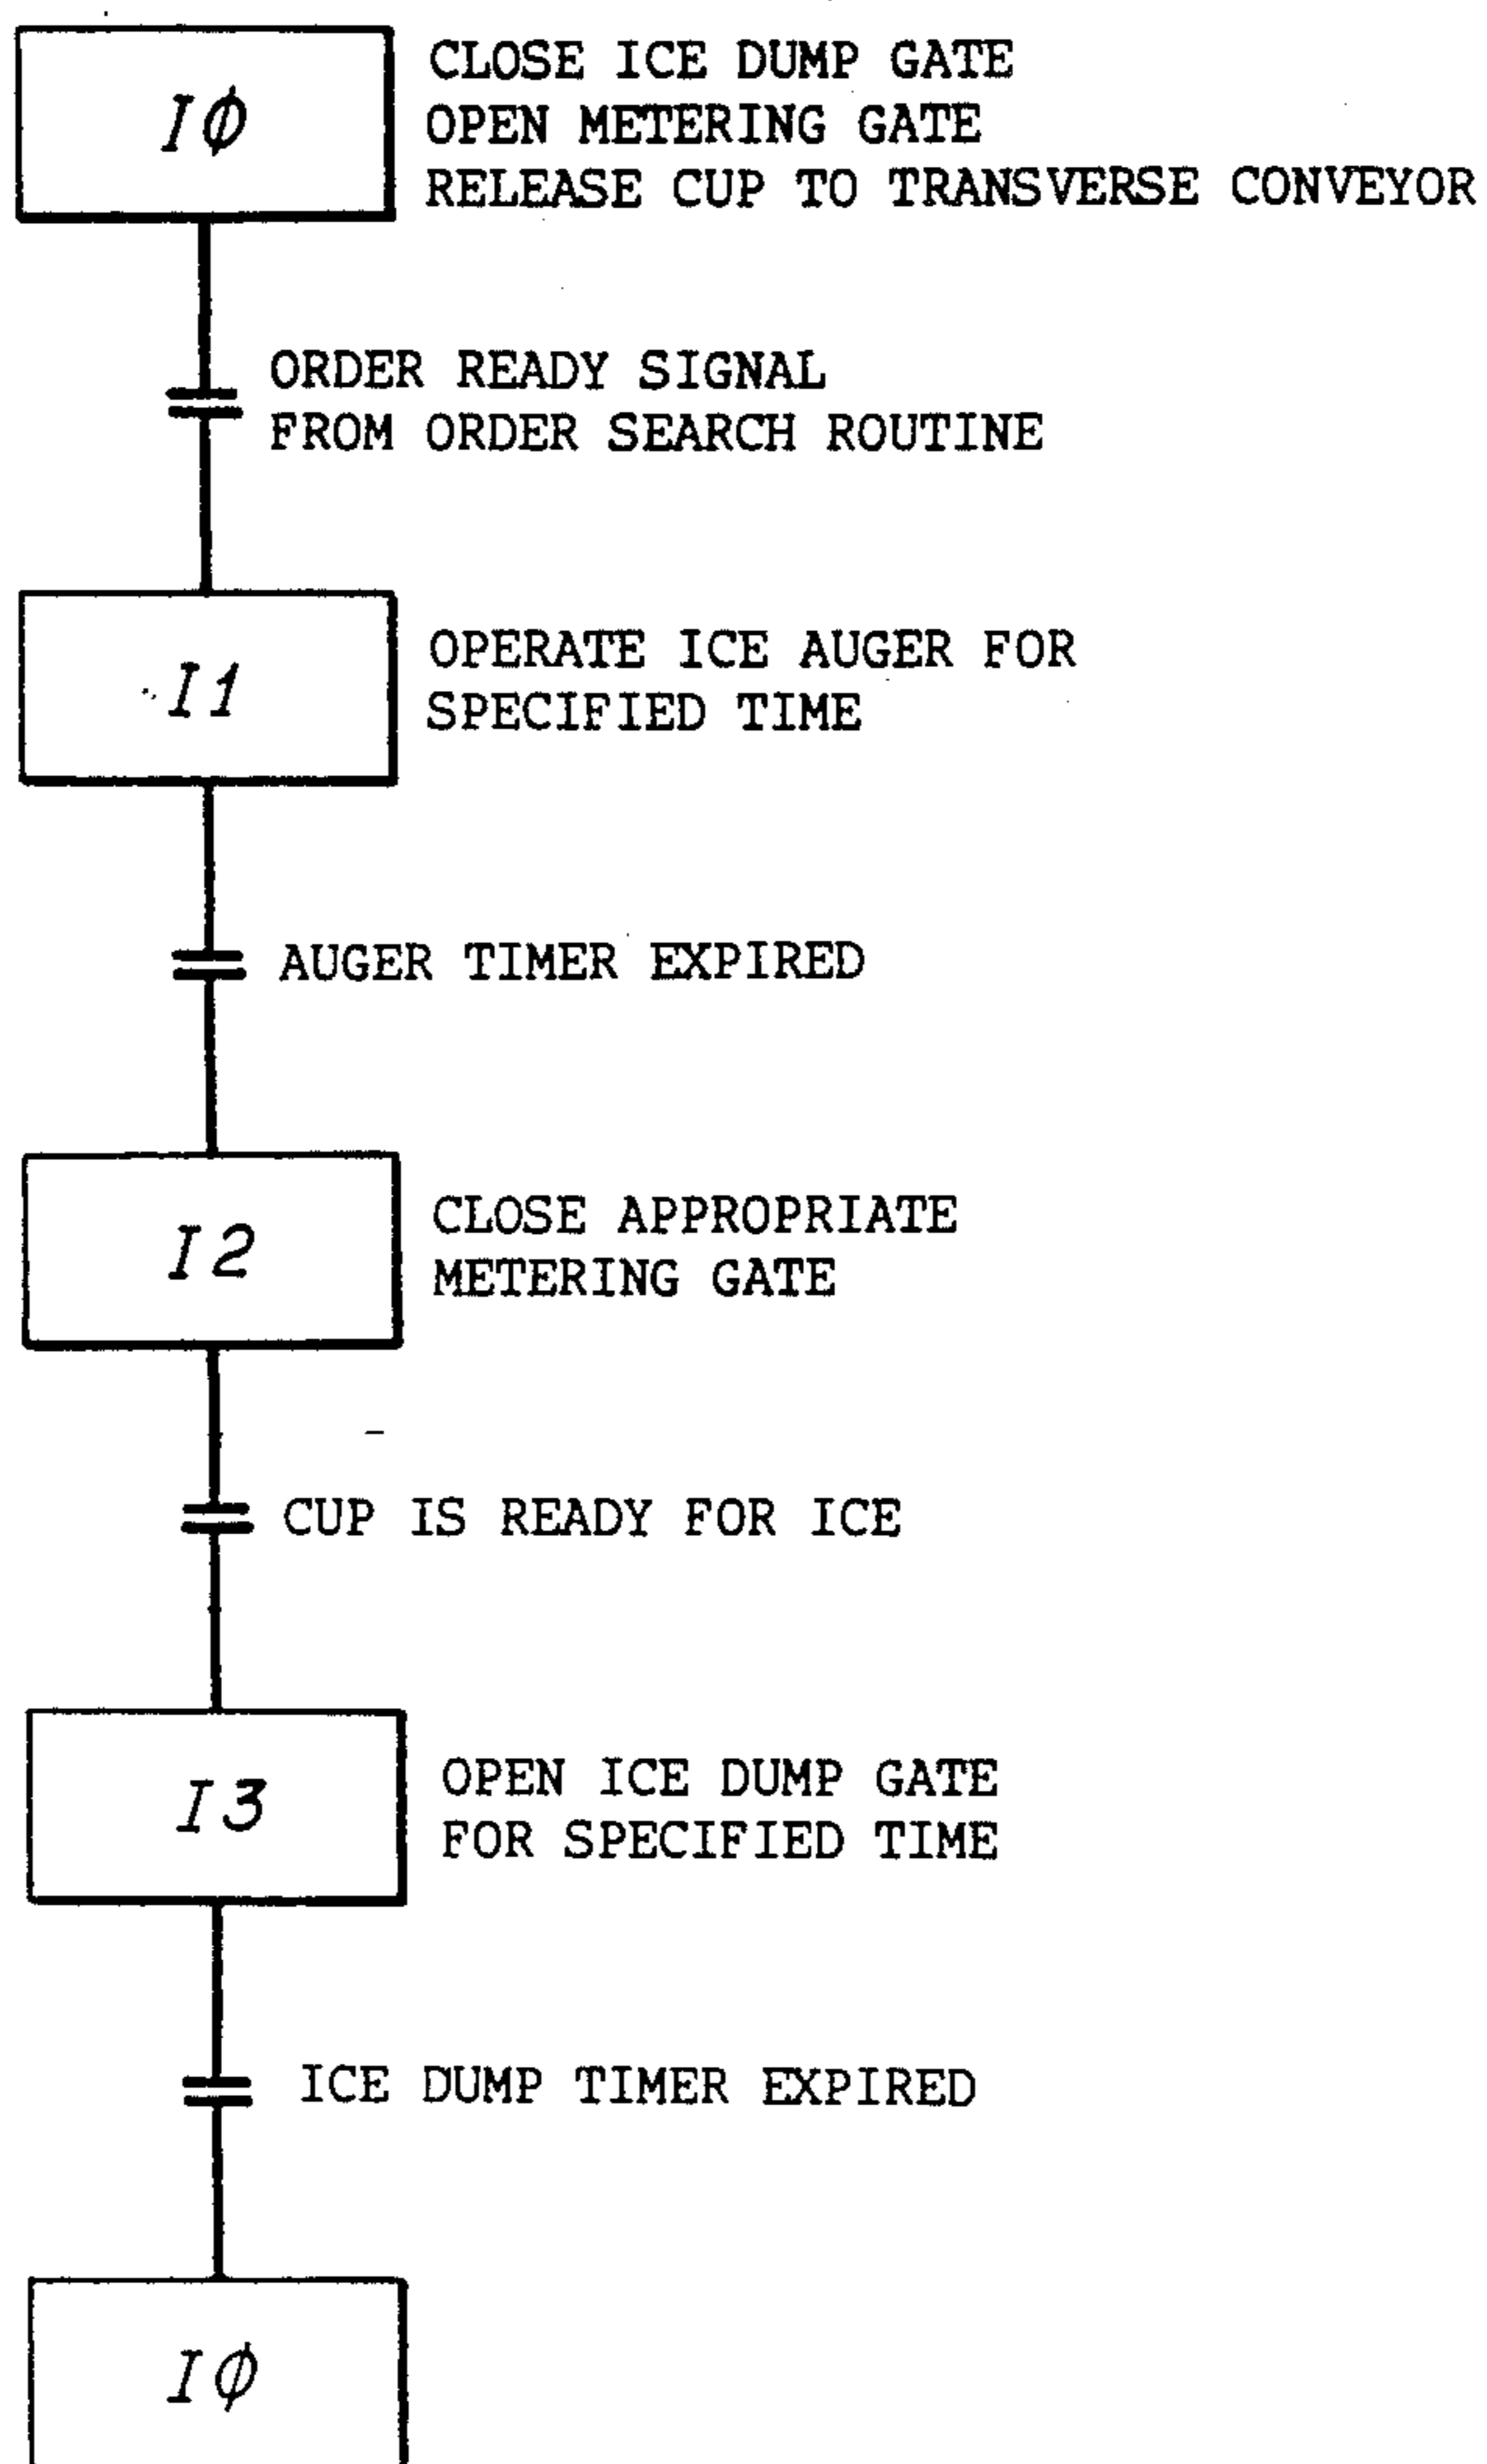 IØ
CLOSE ICE DUMP GATE
OPEN METERING GATE
RELEASE CUP TO TRANSVERSE CONVEYOR
ORDER READY SIGNAL
FROM ORDER SEARCH ROUTINE
I1
OPERATE ICE AUGER FOR
SPECIFIED TIME
AUGER TIMER EXPIRED
I2
CLOSE APPROPRIATE
METERING GATE
CUP IS READY FOR ICE
I3
OPEN ICE DUMP GATE
FOR SPECIFIED TIME
ICE DUMP TIMER EXPIRED
IØ